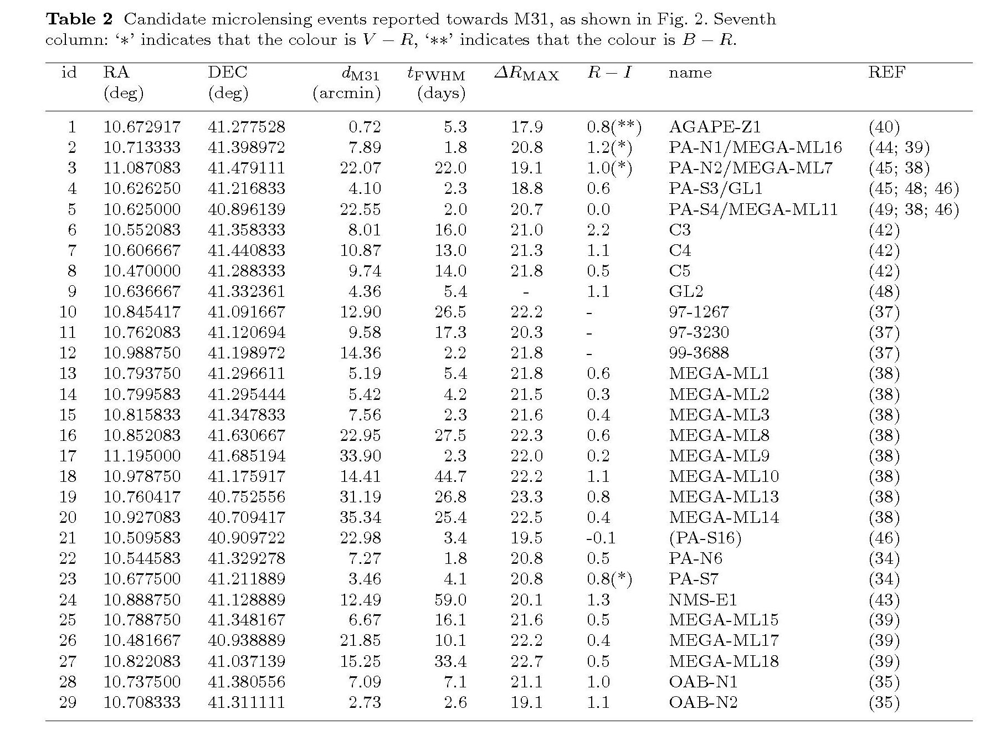 Table 2 Candidate microlensing events reported towards M31, as shown in Fig. 2. Seventh
column: ‘∗’ indicates that the colour is V − R, ‘∗∗’ indicates that the colour is B − R.
id RA DEC dM31 tFWHM ΔRMAX R − I name REF
(deg) (deg) (arcmin) (days)
1 10.672917 41.277528 0.72 5.3 17.9 0.8(**) AGAPE-Z1 (40)
2 10.713333 41.398972 7.89 1.8 20.8 1.2(*) PA-N1/MEGA-ML16 (44; 39)
3 11.087083 41.479111 22.07 22.0 19.1 1.0(*) PA-N2/MEGA-ML7 (45; 38)
4 10.626250 41.216833 4.10 2.3 18.8 0.6 PA-S3/GL1 (45; 48; 46)
5 10.625000 40.896139 22.55 2.0 20.7 0.0 PA-S4/MEGA-ML11 (49; 38; 46)
6 10.552083 41.358333 8.01 16.0 21.0 2.2 C3 (42)
7 10.606667 41.440833 10.87 13.0 21.3 1.1 C4 (42)
8 10.470000 41.288333 9.74 14.0 21.8 0.5 C5 (42)
9 10.636667 41.332361 4.36 5.4 - 1.1 GL2 (48)
10 10.845417 41.091667 12.90 26.5 22.2 - 97-1267 (37)
11 10.762083 41.120694 9.58 17.3 20.3 - 97-3230 (37)
12 10.988750 41.198972 14.36 2.2 21.8 - 99-3688 (37)
13 10.793750 41.296611 5.19 5.4 21.8 0.6 MEGA-ML1 (38)
14 10.799583 41.295444 5.42 4.2 21.5 0.3 MEGA-ML2 (38)
15 10.815833 41.347833 7.56 2.3 21.6 0.4 MEGA-ML3 (38)
16 10.852083 41.630667 22.95 27.5 22.3 0.6 MEGA-ML8 (38)
17 11.195000 41.685194 33.90 2.3 22.0 0.2 MEGA-ML9 (38)
18 10.978750 41.175917 14.41 44.7 22.2 1.1 MEGA-ML10 (38)
19 10.760417 40.752556 31.19 26.8 23.3 0.8 MEGA-ML13 (38)
20 10.927083 40.709417 35.34 25.4 22.5 0.4 MEGA-ML14 (38)
21 10.509583 40.909722 22.98 3.4 19.5 -0.1 (PA-S16) (46)
22 10.544583 41.329278 7.27 1.8 20.8 0.5 PA-N6 (34)
23 10.677500 41.211889 3.46 4.1 20.8 0.8(*) PA-S7 (34)
24 10.888750 41.128889 12.49 59.0 20.1 1.3 NMS-E1 (43)
25 10.788750 41.348167 6.67 16.1 21.6 0.5 MEGA-ML15 (39)
26 10.481667 40.938889 21.85 10.1 22.2 0.4 MEGA-ML17 (39)
27 10.822083 41.037139 15.25 33.4 22.7 0.5 MEGA-ML18 (39)
28 10.737500 41.380556 7.09 7.1 21.1 1.0 OAB-N1 (35)
29 10.708333 41.311111 2.73 2.6 19.1 1.1 OAB-N2 (35)